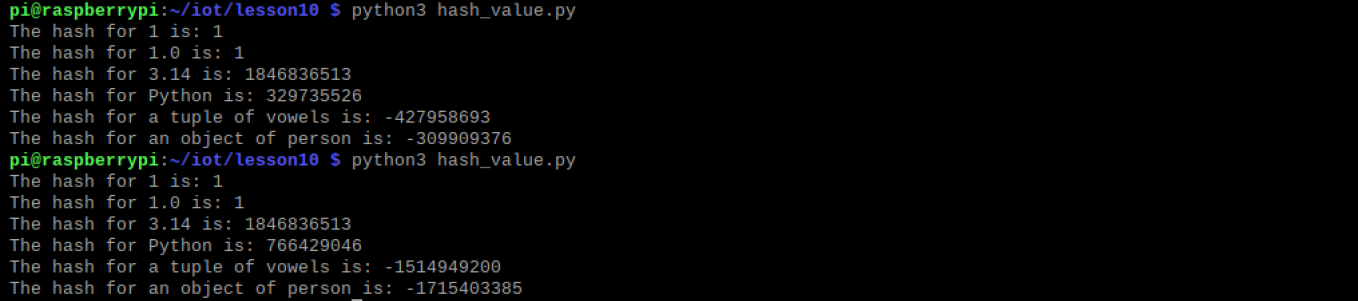 pi@raspberrypi:~/iot/lesson10 $ python3 hash_value.py
The hash for 1 is: 1
The hash for 1.0 is: 1
The hash for 3.14 is: 1846836513
The hash for Python is: 329735526
The hash for a tuple of vowels is: -427958693
The hash for an object of person is: -309909376
pi@raspberrypi:~/iot/lesson10 $ python3 hash_value.py
The hash for 1 is: 1
The hash for 1.0 is: 1
The hash for 3.14 is: 1846836513
The hash for Python is: 766429046
The hash for a tuple of vowels is: -1514949200
The hash for an object of person is: -1715403385